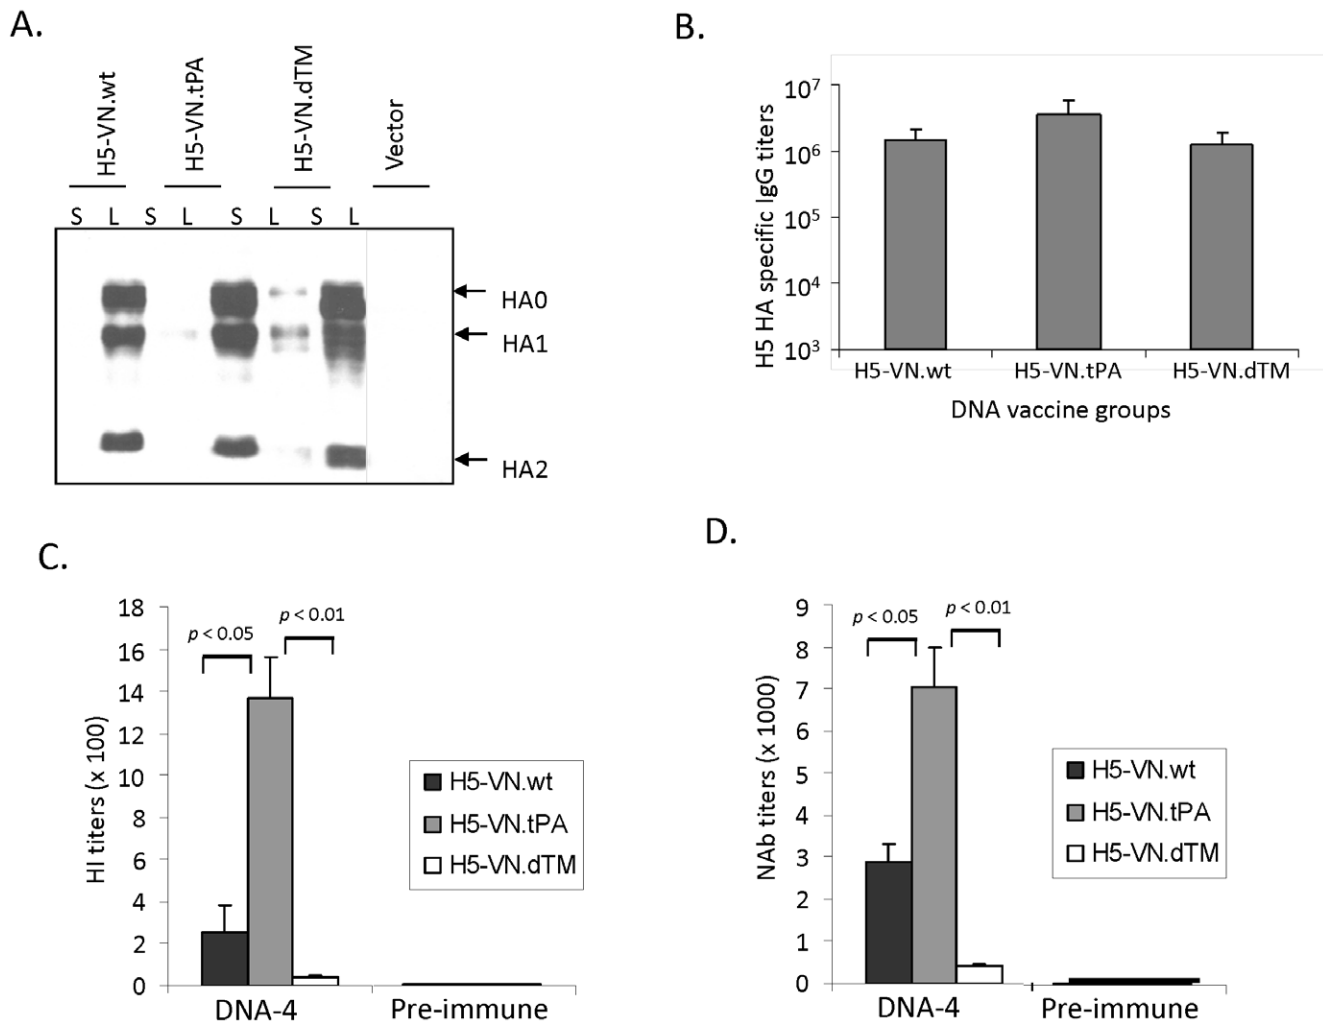 A.
H5-VN.wt
H5-VN.tPA
H5-VN.dTM
Vector
S L S L S L S L
HA0
HA1
HA2
B.
H5 HA specific IgG titers
10⁷
10⁶
10⁵
10⁴
10³
H5-VN.wt H5-VN.tPA H5-VN.dTM
DNA vaccine groups
C.
HI titers (x 100)
18
16
14
12
10
8
6
4
2
0
p < 0.05
p < 0.01
H5-VN.wt
H5-VN.tPA
H5-VN.dTM
DNA-4 Pre-immune
D.
NAb titers (x 1000)
9
8
7
6
5
4
3
2
1
0
p < 0.05
p < 0.01
H5-VN.wt
H5-VN.tPA
H5-VN.dTM
DNA-4 Pre-immune